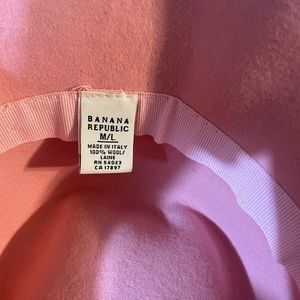 BANANA
REPUBLIC
M/L
MADE IN ITALY
100% WOOL/
LAINE
RN 54023
CA 17897